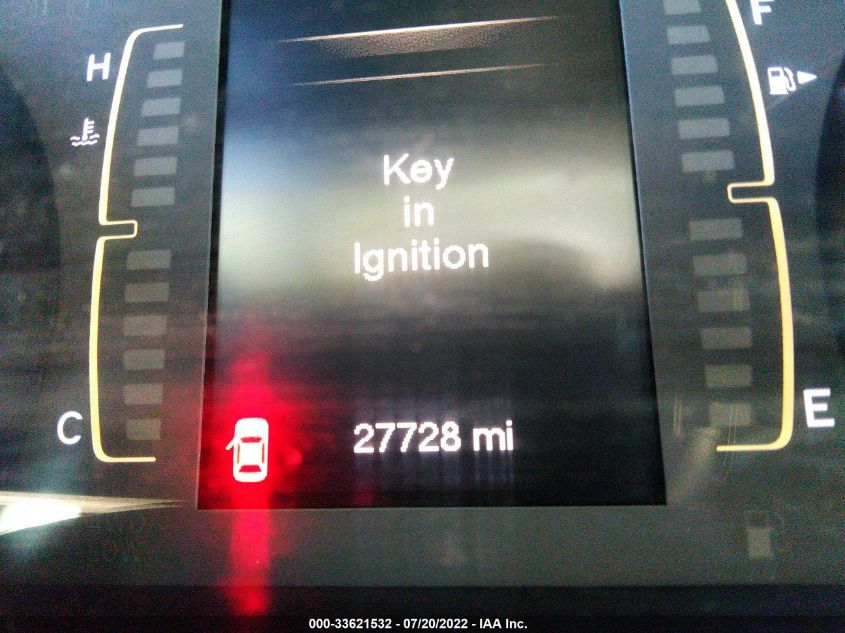 H
F
Key
in
Ignition
C
27728 mi
E
000-33621532 - 07/20/2022 - IAA Inc.